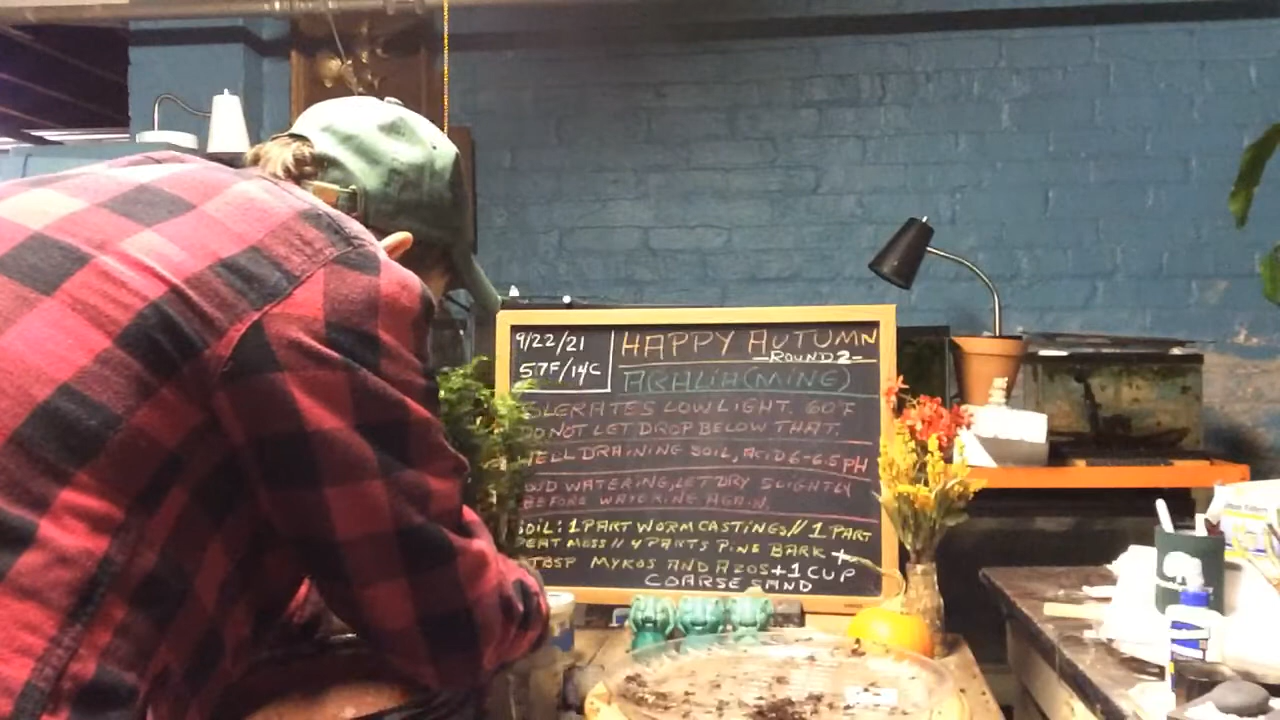 9/22/21
57F/14C
HAPPY AUTUMN
-ROUND 2-
ARALIA (MING)
OLERATES LOW LIGHT. 60°F
DO NOT LET DROP BELOW THAT.
WELL DRAINING SOIL, ACID 6-6.5 PH
WATERING, LET DRY SLIGHTLY
BEFORE WATERING AGAIN.
SOIL: 1 PART WORM CASTINGS // 1 PART
PEAT MOSS // 4 PARTS PINE BARK +
TBSP MYKOS AND AZOS + 1 CUP
COARSE SAND